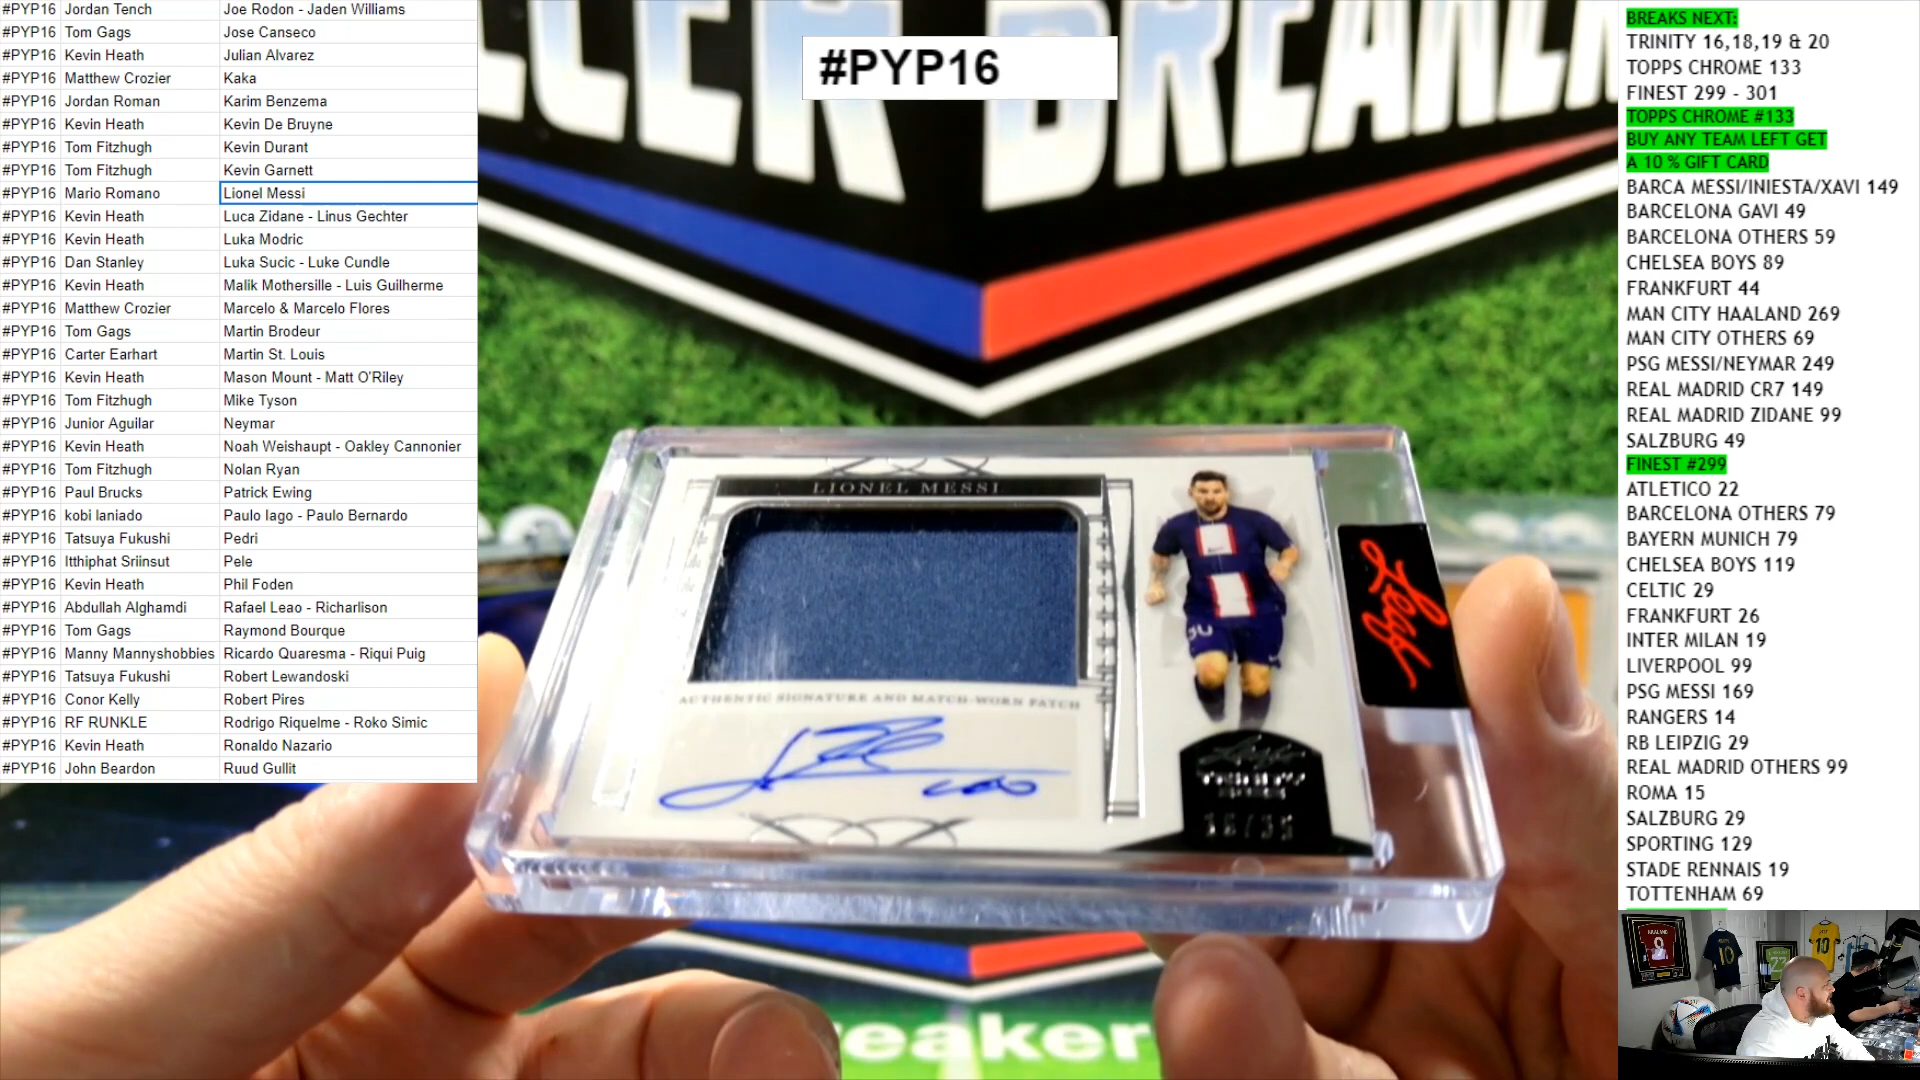 #PYP16 Jordan Tench Joe Rodon - Jaden Williams
#PYP16 Tom Gags Jose Canseco
#PYP16 Kevin Heath Julian Alvarez
#PYP16 Matthew Crozier Kaka
#PYP16 Jordan Roman Karim Benzema
#PYP16 Kevin Heath Kevin De Bruyne
#PYP16 Tom Fitzhugh Kevin Durant
#PYP16 Tom Fitzhugh Kevin Garnett
#PYP16 Mario Romano Lionel Messi
#PYP16 Kevin Heath Luca Zidane - Linus Gechter
#PYP16 Kevin Heath Luka Modric
#PYP16 Dan Stanley Luka Sucic - Luke Cundle
#PYP16 Kevin Heath Malik Mothersille - Luis Guilherme
#PYP16 Matthew Crozier Marcelo & Marcelo Flores
#PYP16 Tom Gags Martin Brodeur
#PYP16 Carter Earhart Martin St. Louis
#PYP16 Kevin Heath Mason Mount - Matt O'Riley
#PYP16 Tom Fitzhugh Mike Tyson
#PYP16 Junior Aguilar Neymar
#PYP16 Kevin Heath Noah Weishaupt - Oakley Cannonier
#PYP16 Tom Fitzhugh Nolan Ryan
#PYP16 Paul Brucks Patrick Ewing
#PYP16 kobi laniado Paulo Iago - Paulo Bernardo
#PYP16 Tatsuya Fukushi Pedri
#PYP16 Itthiphat Sriinsut Pele
#PYP16 Kevin Heath Phil Foden
#PYP16 Abdullah Alghamdi Rafael Leao - Richarlison
#PYP16 Tom Gags Raymond Bourque
#PYP16 Manny Mannyshobbies Ricardo Quaresma - Riqui Puig
#PYP16 Tatsuya Fukushi Robert Lewandoski
#PYP16 Conor Kelly Robert Pires
#PYP16 RF RUNKLE Rodrigo Riquelme - Roko Simic
#PYP16 Kevin Heath Ronaldo Nazario
#PYP16 John Beardon Ruud Gullit
#PYP16
LIONEL MESSI
AUTHENTIC SIGNATURE AND MATCH-WORN PATCH
Leaf
Leaf
eaker
BREAKS NEXT:
TRINITY 16,18,19 & 20
TOPPS CHROME 133
FINEST 299 - 301
TOPPS CHROME #133
BUY ANY TEAM LEFT GET
A 10 % GIFT CARD
BARCA MESSI/INIESTA/XAVI 149
BARCELONA GAVI 49
BARCELONA OTHERS 59
CHELSEA BOYS 89
FRANKFURT 44
MAN CITY HAALAND 269
MAN CITY OTHERS 69
PSG MESSI/NEYMAR 249
REAL MADRID CR7 149
REAL MADRID ZIDANE 99
SALZBURG 49
FINEST #299
ATLETICO 22
BARCELONA OTHERS 79
BAYERN MUNICH 79
CHELSEA BOYS 119
CELTIC 29
FRANKFURT 26
INTER MILAN 19
LIVERPOOL 99
PSG MESSI 169
RANGERS 14
RB LEIPZIG 29
REAL MADRID OTHERS 99
ROMA 15
SALZBURG 29
SPORTING 129
STADE RENNAIS 19
TOTTENHAM 69
HAALAND
9
10
10